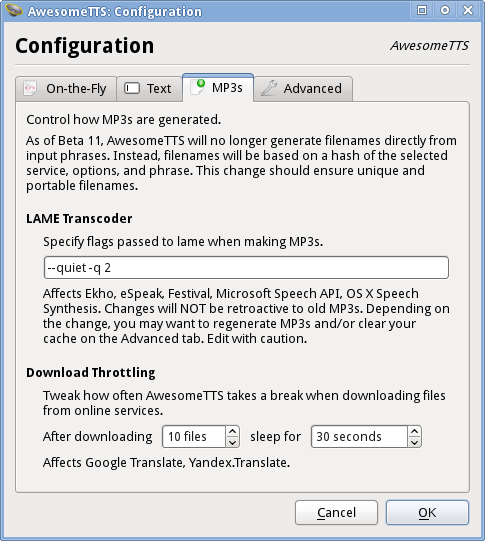 AwesomeTTS: Configuration
Configuration
AwesomeTTS
On-the-Fly
Text
MP3s
Advanced
Control how MP3s are generated.
As of Beta 11, AwesomeTTS will no longer generate filenames directly from
input phrases. Instead, filenames will be based on a hash of the selected
service, options, and phrase. This change should ensure unique and
portable filenames.
LAME Transcoder
Specify flags passed to lame when making MP3s.
--quiet -q 2
Affects Ekho, eSpeak, Festival, Microsoft Speech API, OS X Speech
Synthesis. Changes will NOT be retroactive to old MP3s. Depending on
the change, you may want to regenerate MP3s and/or clear your
cache on the Advanced tab. Edit with caution.
Download Throttling
Tweak how often AwesomeTTS takes a break when downloading files
from online services.
After downloading 10 files sleep for 30 seconds
Affects Google Translate, Yandex.Translate.
Cancel OK